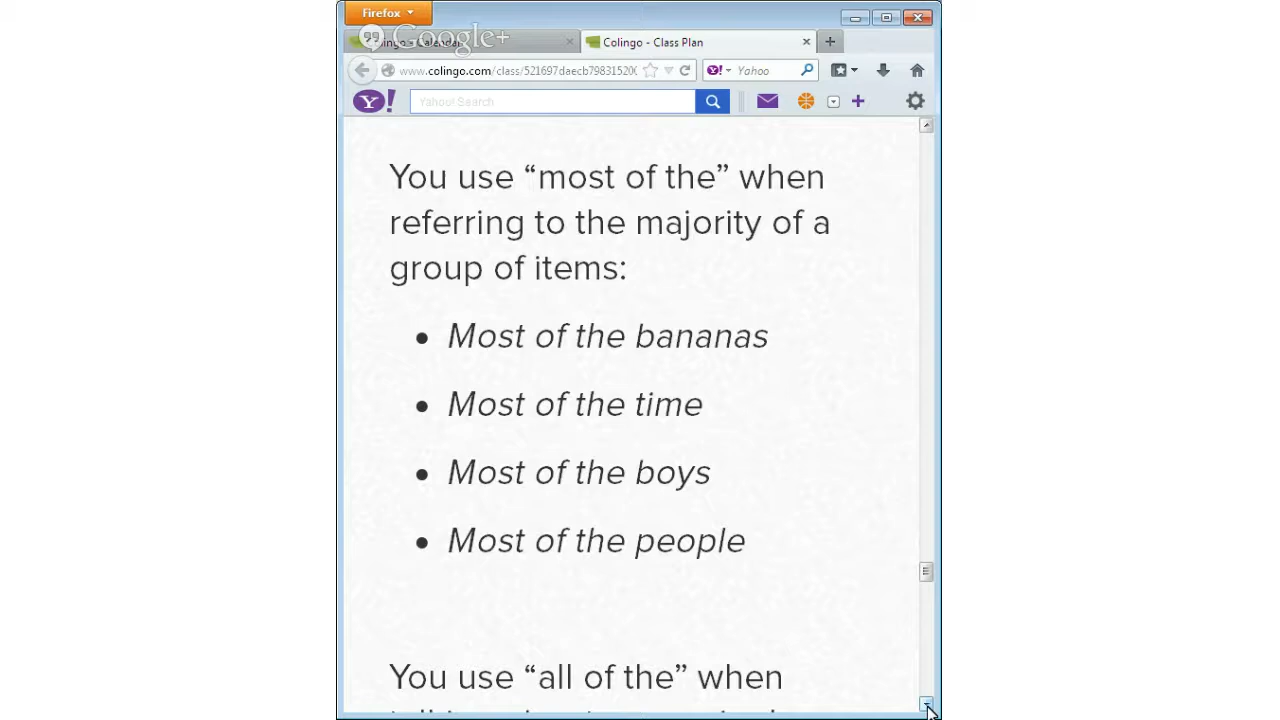 Firefox
Google+
Colingo - Class Plan
www.colingo.com/class/521697daecb79831520
Yahoo
Y!
Yahoo! Search
You use “most of the” when
referring to the majority of a
group of items:
• Most of the bananas
• Most of the time
• Most of the boys
• Most of the people
You use “all of the” when